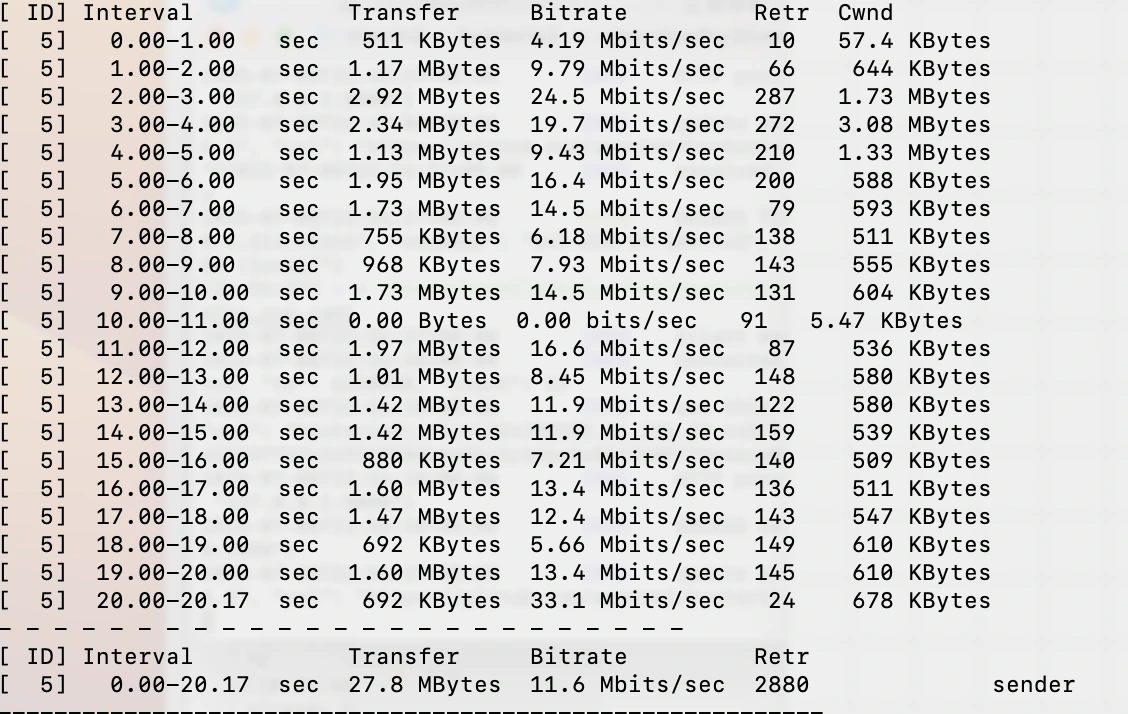 [ ID] Interval           Transfer     Bitrate         Retr  Cwnd
[  5]   0.00-1.00   sec   511 KBytes  4.19 Mbits/sec   10   57.4 KBytes
[  5]   1.00-2.00   sec  1.17 MBytes  9.79 Mbits/sec   66    644 KBytes
[  5]   2.00-3.00   sec  2.92 MBytes  24.5 Mbits/sec  287   1.73 MBytes
[  5]   3.00-4.00   sec  2.34 MBytes  19.7 Mbits/sec  272   3.08 MBytes
[  5]   4.00-5.00   sec  1.13 MBytes  9.43 Mbits/sec  210   1.33 MBytes
[  5]   5.00-6.00   sec  1.95 MBytes  16.4 Mbits/sec  200    588 KBytes
[  5]   6.00-7.00   sec  1.73 MBytes  14.5 Mbits/sec   79    593 KBytes
[  5]   7.00-8.00   sec   755 KBytes  6.18 Mbits/sec  138    511 KBytes
[  5]   8.00-9.00   sec   968 KBytes  7.93 Mbits/sec  143    555 KBytes
[  5]   9.00-10.00  sec  1.73 MBytes  14.5 Mbits/sec  131    604 KBytes
[  5]  10.00-11.00  sec  0.00 Bytes  0.00 bits/sec   91   5.47 KBytes
[  5]  11.00-12.00  sec  1.97 MBytes  16.6 Mbits/sec   87    536 KBytes
[  5]  12.00-13.00  sec  1.01 MBytes  8.45 Mbits/sec  148    580 KBytes
[  5]  13.00-14.00  sec  1.42 MBytes  11.9 Mbits/sec  122    580 KBytes
[  5]  14.00-15.00  sec  1.42 MBytes  11.9 Mbits/sec  159    539 KBytes
[  5]  15.00-16.00  sec   880 KBytes  7.21 Mbits/sec  140    509 KBytes
[  5]  16.00-17.00  sec  1.60 MBytes  13.4 Mbits/sec  136    511 KBytes
[  5]  17.00-18.00  sec  1.47 MBytes  12.4 Mbits/sec  143    547 KBytes
[  5]  18.00-19.00  sec   692 KBytes  5.66 Mbits/sec  149    610 KBytes
[  5]  19.00-20.00  sec  1.60 MBytes  13.4 Mbits/sec  145    610 KBytes
[  5]  20.00-20.17  sec   692 KBytes  33.1 Mbits/sec   24    678 KBytes
- - - - - - - - - - - - - - - - - - - - - - - - -
[ ID] Interval           Transfer     Bitrate         Retr
[  5]   0.00-20.17  sec  27.8 MBytes  11.6 Mbits/sec  2880             sender